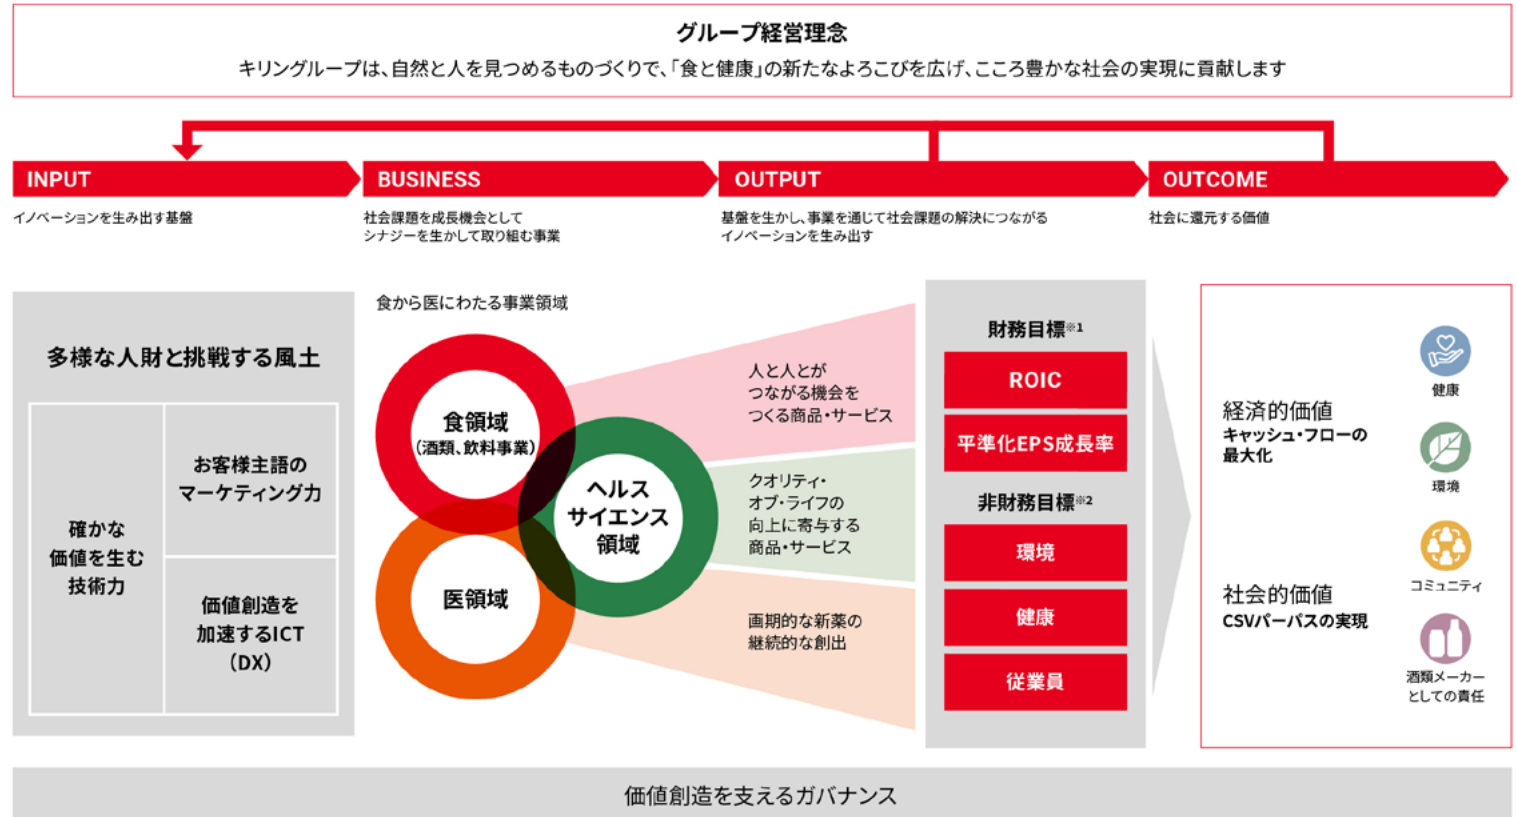 グループ経営理念
キリングループは、自然と人を見つめるものづくりで、「食と健康」の新たなよろこびを広げ、こころ豊かな社会の実現に貢献します
INPUT
イノベーションを生み出す基盤
BUSINESS
社会課題を成長機会として
シナジーを生かして取り組む事業
OUTPUT
基盤を生かし、事業を通じて社会課題の解決につながる
イノベーションを生み出す
OUTCOME
社会に還元する価値
多様な人財と挑戦する風土
確かな
価値を生む
技術力
お客様主語の
マーケティング力
価値創造を
加速するICT
（DX）
食から医にわたる事業領域
食領域
（酒類、飲料事業）
ヘルス
サイエンス
領域
医領域
人と人とが
つながる機会を
つくる商品・サービス
クオリティ・
オブ・ライフの
向上に寄与する
商品・サービス
画期的な新薬の
継続的な創出
財務目標※1
ROIC
平準化EPS成長率
非財務目標※2
環境
健康
従業員
経済的価値
キャッシュ・フローの
最大化
社会的価値
CSVパーパスの実現
健康
環境
コミュニティ
酒類メーカー
としての責任
価値創造を支えるガバナンス